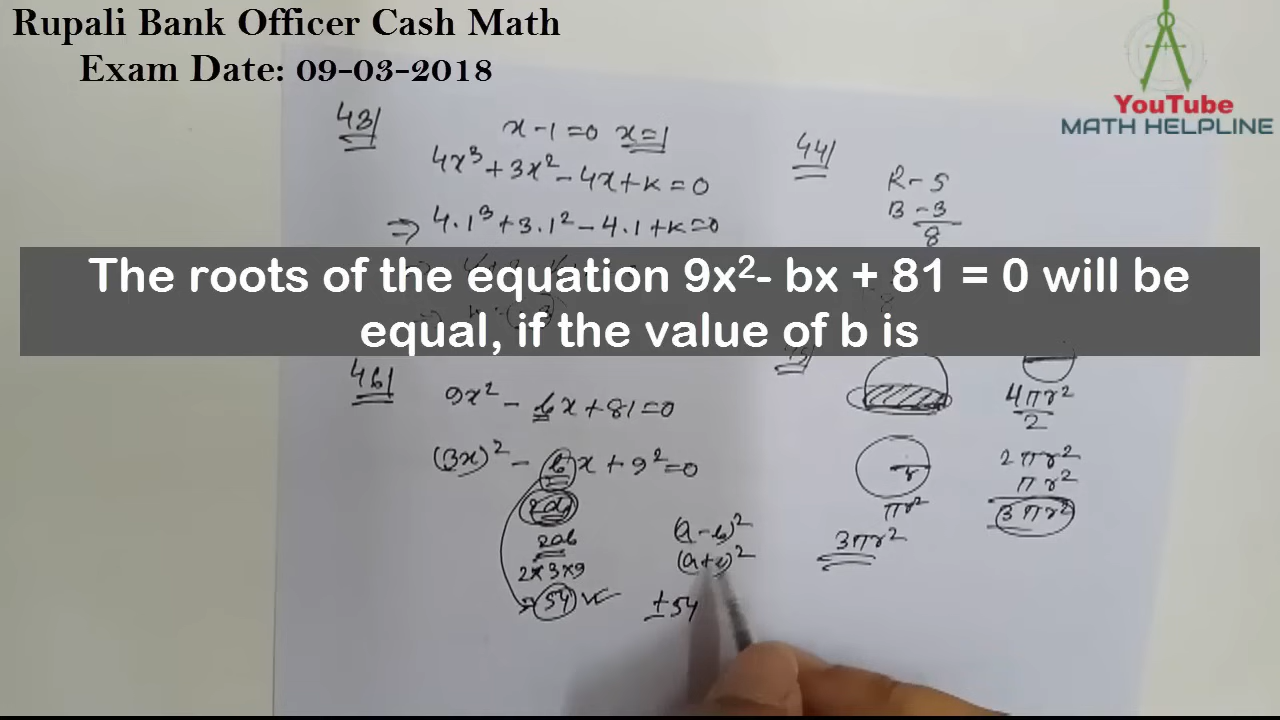 Rupali Bank Officer Cash Math
Exam Date: 09-03-2018
YouTube
MATH HELPLINE
43/
x - 1 = 0 x = 1
4x³ + 3x² - 4x + k = 0
⇒ 4.1³ + 3.1² - 4.1 + k = 0
44/
R - 5
B - 3
8
The roots of the equation 9x²- bx + 81 = 0 will be
equal, if the value of b is
46/
9x² - bx + 81 = 0
(3x)² - bx + 9² = 0
2ab
2×3×9
54
(a-b)²
(a+b)²
±54
4πr²
2
r
πr²
2πr²
πr²
3πr²
3πr²